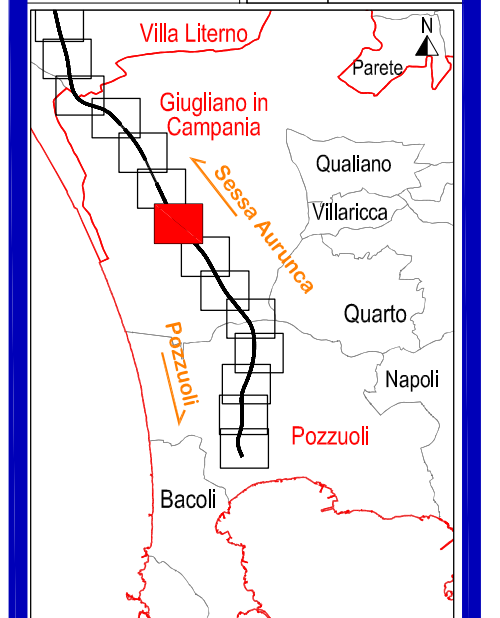 Villa Literno
N
Parete
Giugliano in
Campania
Qualiano
Sessa Aurunca
Villaricca
Quarto
Pozzuoli
Napoli
Pozzuoli
Bacoli